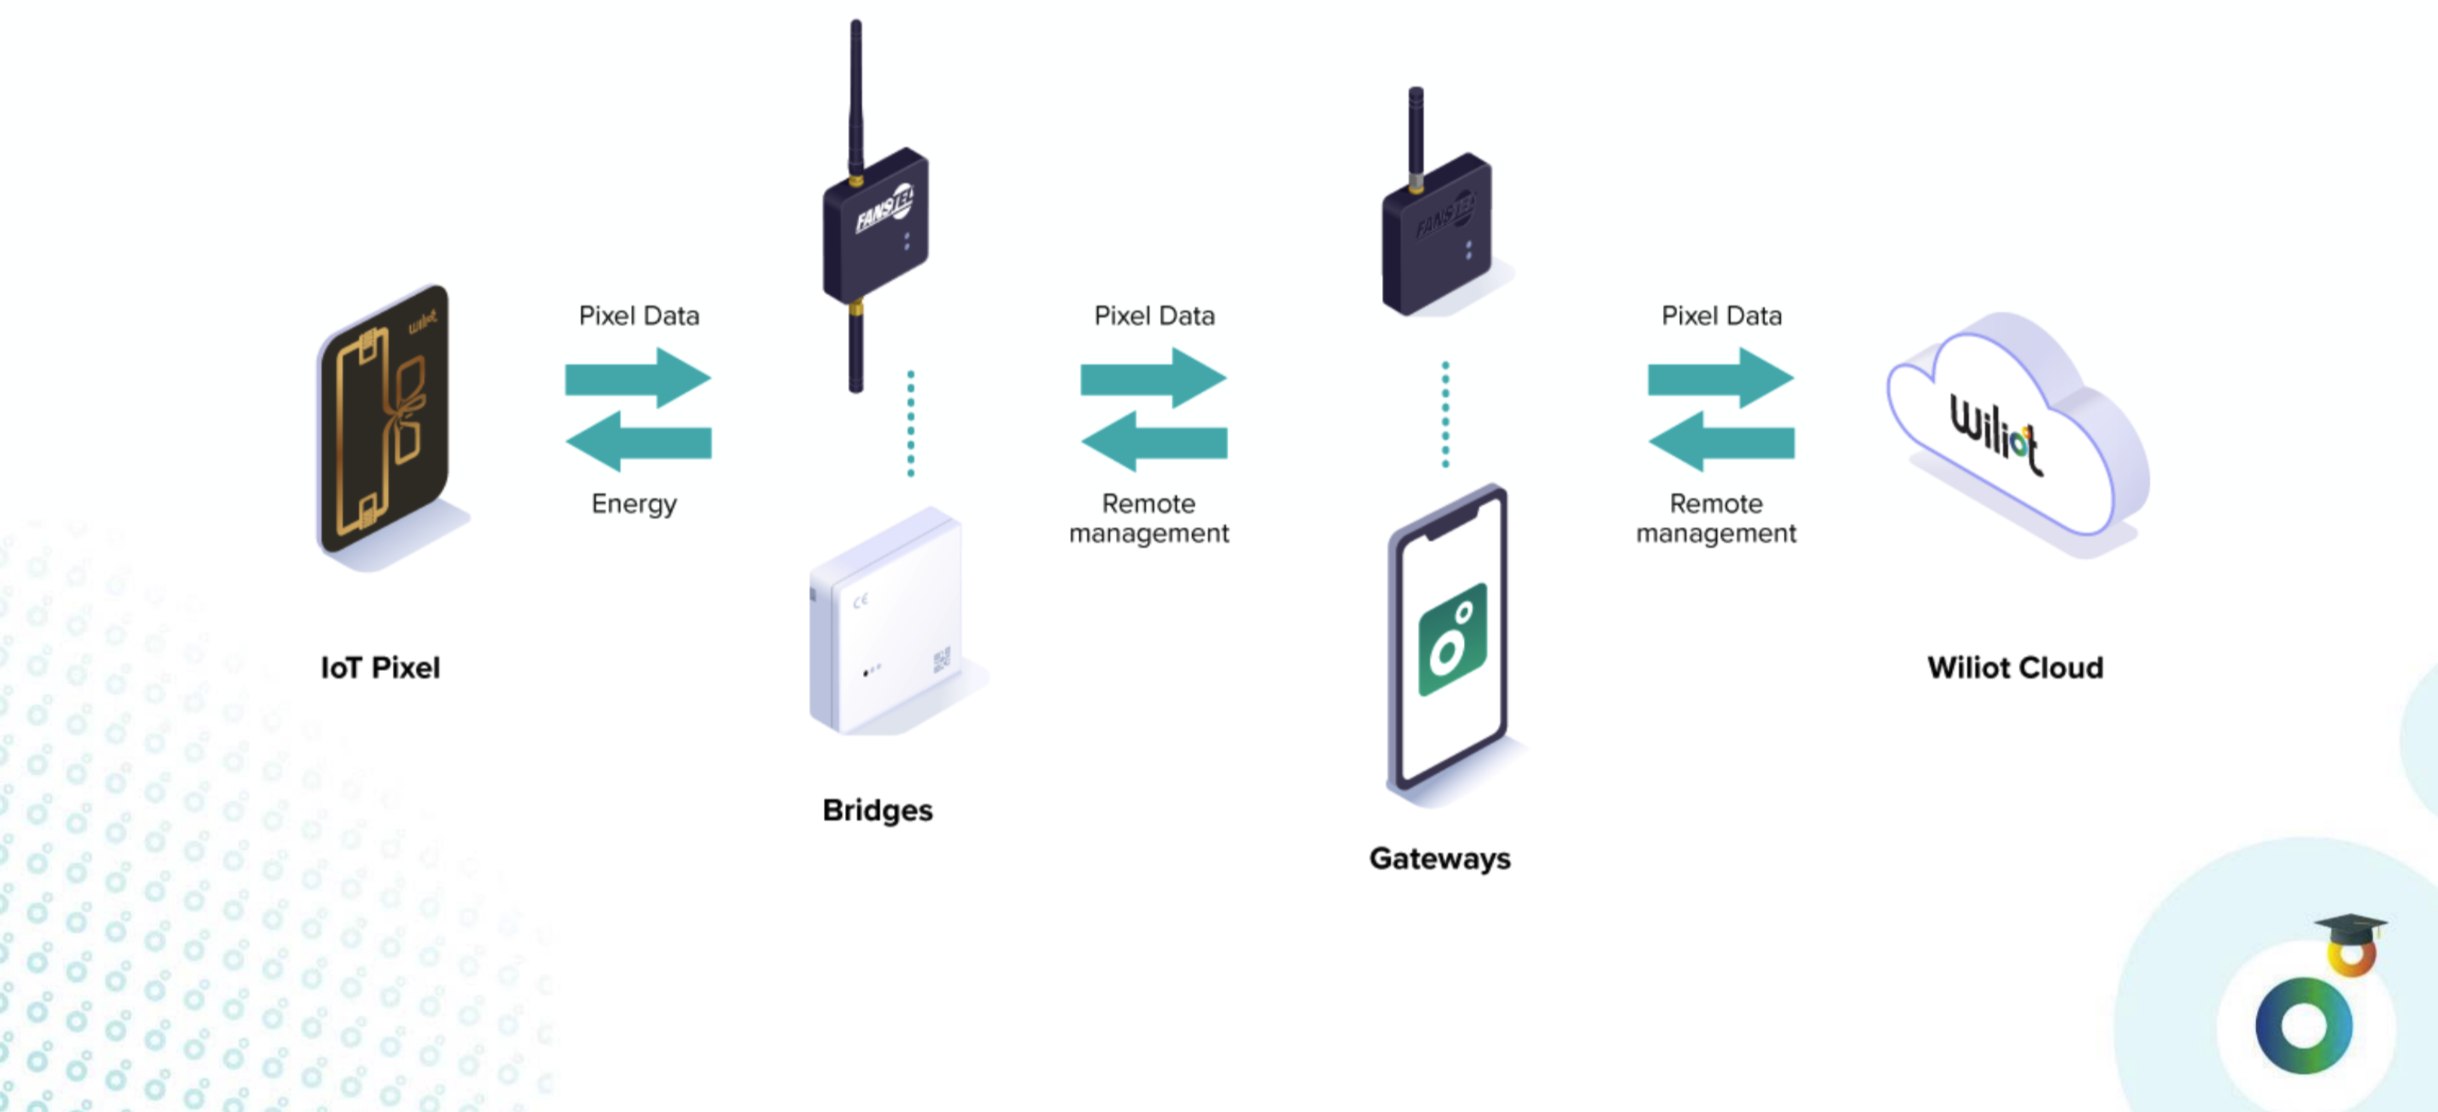 FANSTEL
FANSTEL
wiliot
Pixel Data
Pixel Data
Pixel Data
wiliot
Energy
Remote
management
Remote
management
CE
IoT Pixel
Wiliot Cloud
Bridges
Gateways